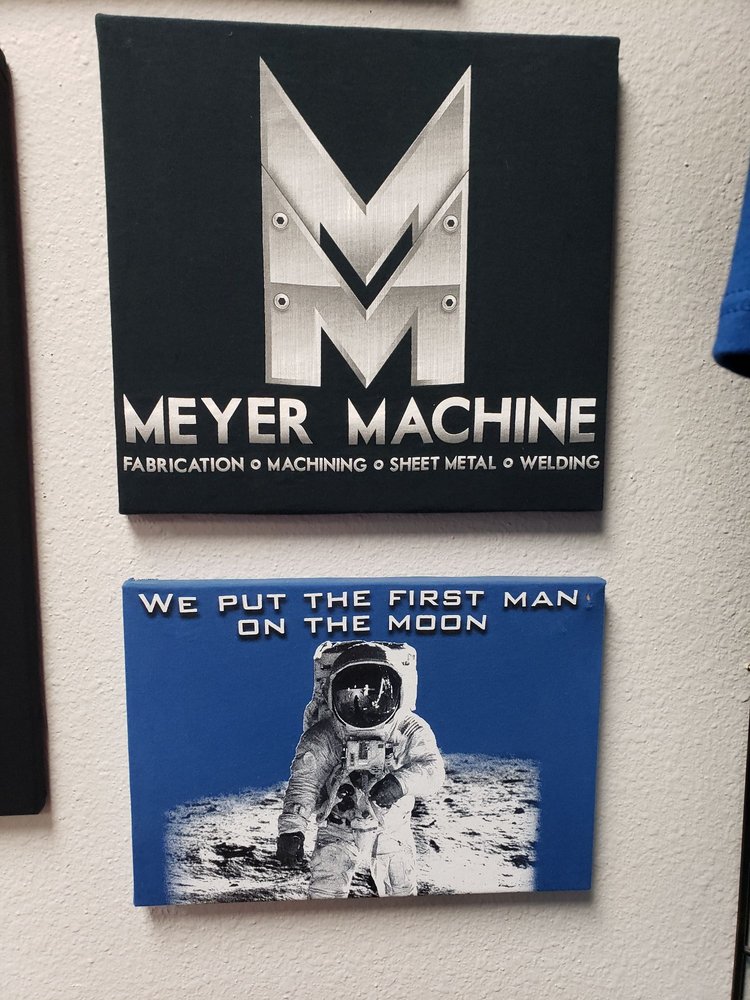 MEYER MACHINE
FABRICATION o MACHINING o SHEET METAL o WELDING
WE PUT THE FIRST MAN
ON THE MOON